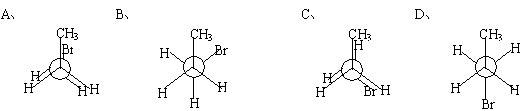 A、 B、 C、 D、
CH₃ CH₃ CH₃ CH₃
Br H Br H H H
H H H H H H Br H H H
H Br